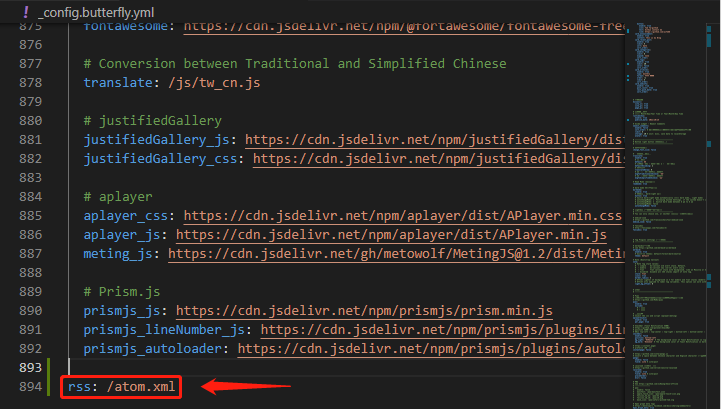 ! _config.butterfly.yml
875 fontawesome: https://cdn.jsdelivr.net/npm/@fortawesome/fontawesome-free
876
877 # Conversion between Traditional and Simplified Chinese
878 translate: /js/tw_cn.js
879
880 # justifiedGallery
881 justifiedGallery_js: https://cdn.jsdelivr.net/npm/justifiedGallery/dist
882 justifiedGallery_css: https://cdn.jsdelivr.net/npm/justifiedGallery/dis
883
884 # aplayer
885 aplayer_css: https://cdn.jsdelivr.net/npm/aplayer/dist/APlayer.min.css
886 aplayer_js: https://cdn.jsdelivr.net/npm/aplayer/dist/APlayer.min.js
887 meting_js: https://cdn.jsdelivr.net/gh/metowolf/MetingJS@1.2/dist/Meting
888
889 # Prism.js
890 prismjs_js: https://cdn.jsdelivr.net/npm/prismjs/prism.min.js
891 prismjs_lineNumber_js: https://cdn.jsdelivr.net/npm/prismjs/plugins/lin
892 prismjs_autoloader: https://cdn.jsdelivr.net/npm/prismjs/plugins/autolo
893
894 rss: /atom.xml